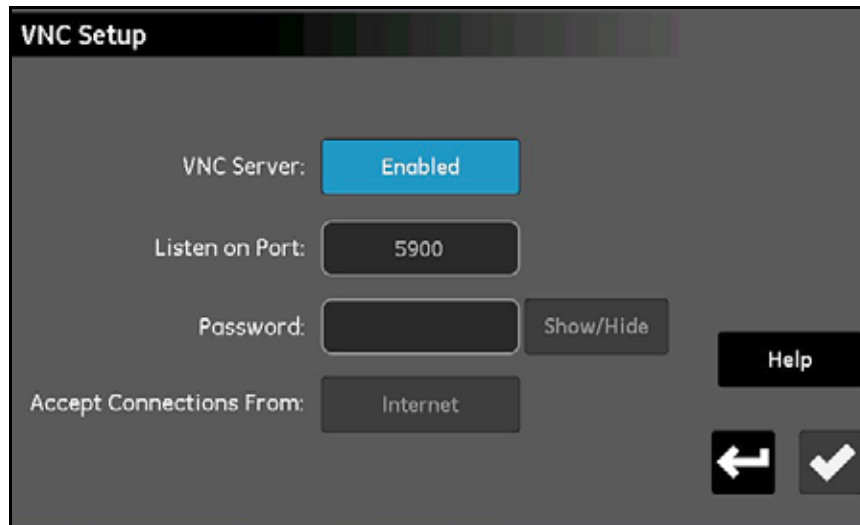 VNC Setup
VNC Server: Enabled
Listen on Port: 5900
Password: Show/Hide
Help
Accept Connections From: Internet